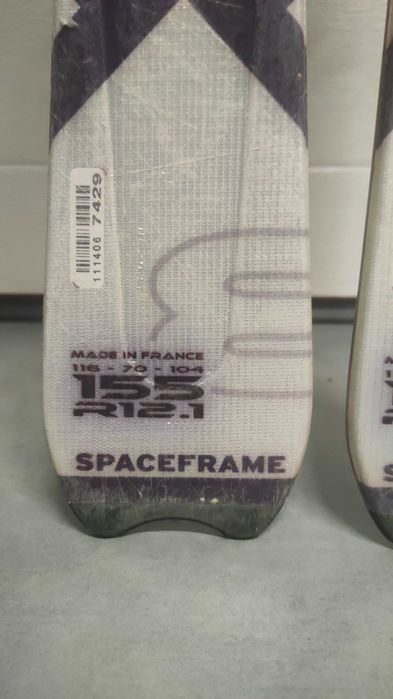 111406 7429
MADE IN FRANCE
116 - 70 - 104
155
R12.1
SPACEFRAME